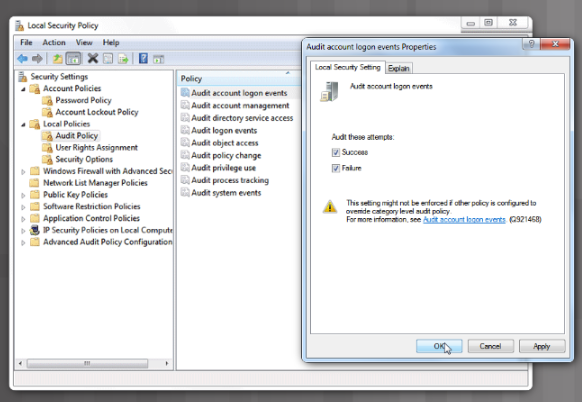 Local Security Policy
File Action View Help
Security Settings
Account Policies
Password Policy
Account Lockout Policy
Local Policies
Audit Policy
User Rights Assignment
Security Options
Windows Firewall with Advanced Secu
Network List Manager Policies
Public Key Policies
Software Restriction Policies
Application Control Policies
IP Security Policies on Local Compute
Advanced Audit Policy Configuration
Policy
Audit account logon events
Audit account management
Audit directory service access
Audit logon events
Audit object access
Audit policy change
Audit privilege use
Audit process tracking
Audit system events
Audit account logon events Properties
Local Security Setting Explain
Audit account logon events
Audit these attempts:
Success
Failure
This setting might not be enforced if other policy is configured to
override category level audit policy.
For more information, see Audit account logon events. (Q921468)
OK Cancel Apply